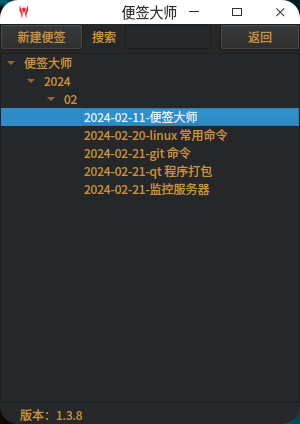 便签大师
新建便签 搜索 返回
便签大师
2024
02
2024-02-11-便签大师
2024-02-20-linux 常用命令
2024-02-21-git 命令
2024-02-21-qt 程序打包
2024-02-21-监控服务器
版本：1.3.8